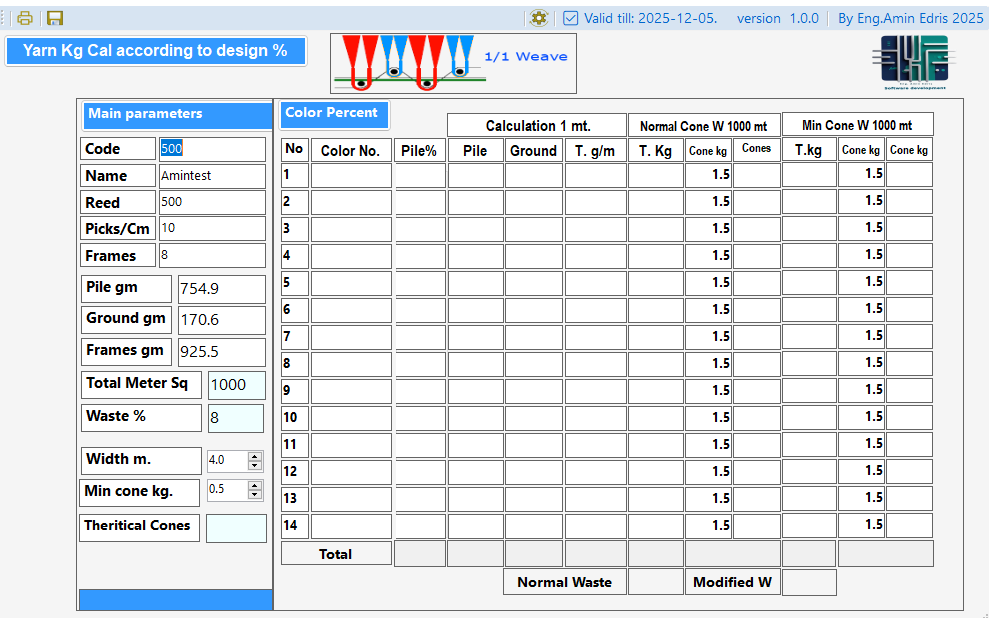 Valid till: 2025-12-05. version 1.0.0 By Eng.Amin Edris 2025
Yarn Kg Cal according to design %
1/1 Weave
Software development
Main parameters
Code 500
Name Amintest
Reed 500
Picks/Cm 10
Frames 8
Pile gm 754.9
Ground gm 170.6
Frames gm 925.5
Total Meter Sq 1000
Waste % 8
Width m. 4.0
Min cone kg. 0.5
Theritical Cones
Color Percent
Calculation 1 mt. Normal Cone W 1000 mt Min Cone W 1000 mt
No Color No. Pile% Pile Ground T. g/m T. Kg Cone kg Cones T.kg Cone kg Cone kg
1 1.5 1.5
2 1.5 1.5
3 1.5 1.5
4 1.5 1.5
5 1.5 1.5
6 1.5 1.5
7 1.5 1.5
8 1.5 1.5
9 1.5 1.5
10 1.5 1.5
11 1.5 1.5
12 1.5 1.5
13 1.5 1.5
14 1.5 1.5
Total
Normal Waste Modified W